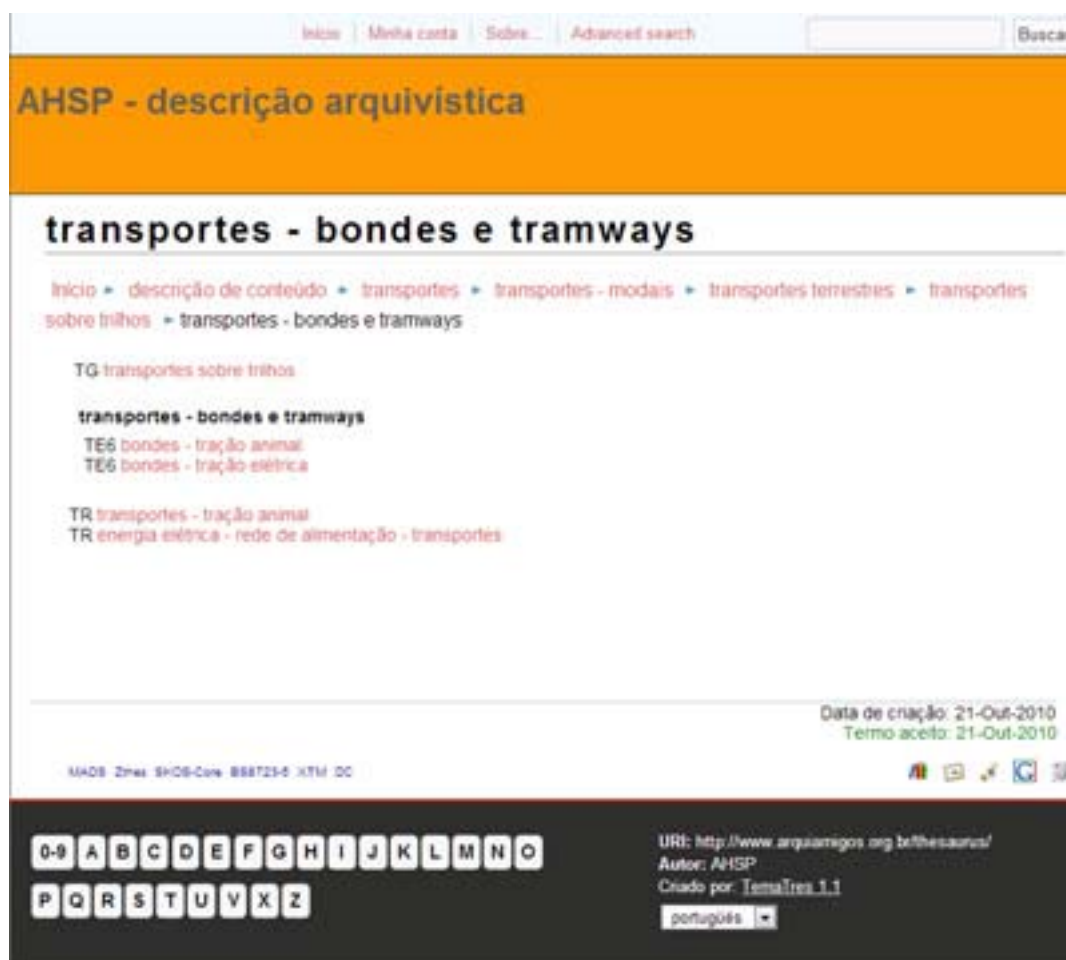 Início Minha conta Sobre... Advanced search Busca
AHSP - descrição arquivística
transportes - bondes e tramways
Início ▸ descrição de conteúdo ▸ transportes ▸ transportes - modais ▸ transportes terrestres ▸ transportes
sobre trilhos ▸ transportes - bondes e tramways
TG transportes sobre trilhos
transportes - bondes e tramways
TE6 bondes - tração animal
TE6 bondes - tração elétrica
TR transportes - tração animal
TR energia elétrica - rede de alimentação - transportes
Data de criação: 21-Out-2010
Termo aceito: 21-Out-2010
MADS Zthes SKOS-Core BS8723-5 XTM DC
0-9 A B C D E F G H I J K L M N O
P Q R S T U V X Z
URI: http://www.arquiamigos.org.br/thesaurus/
Autor: AHSP
Criado por: TemaTres 1.1
português